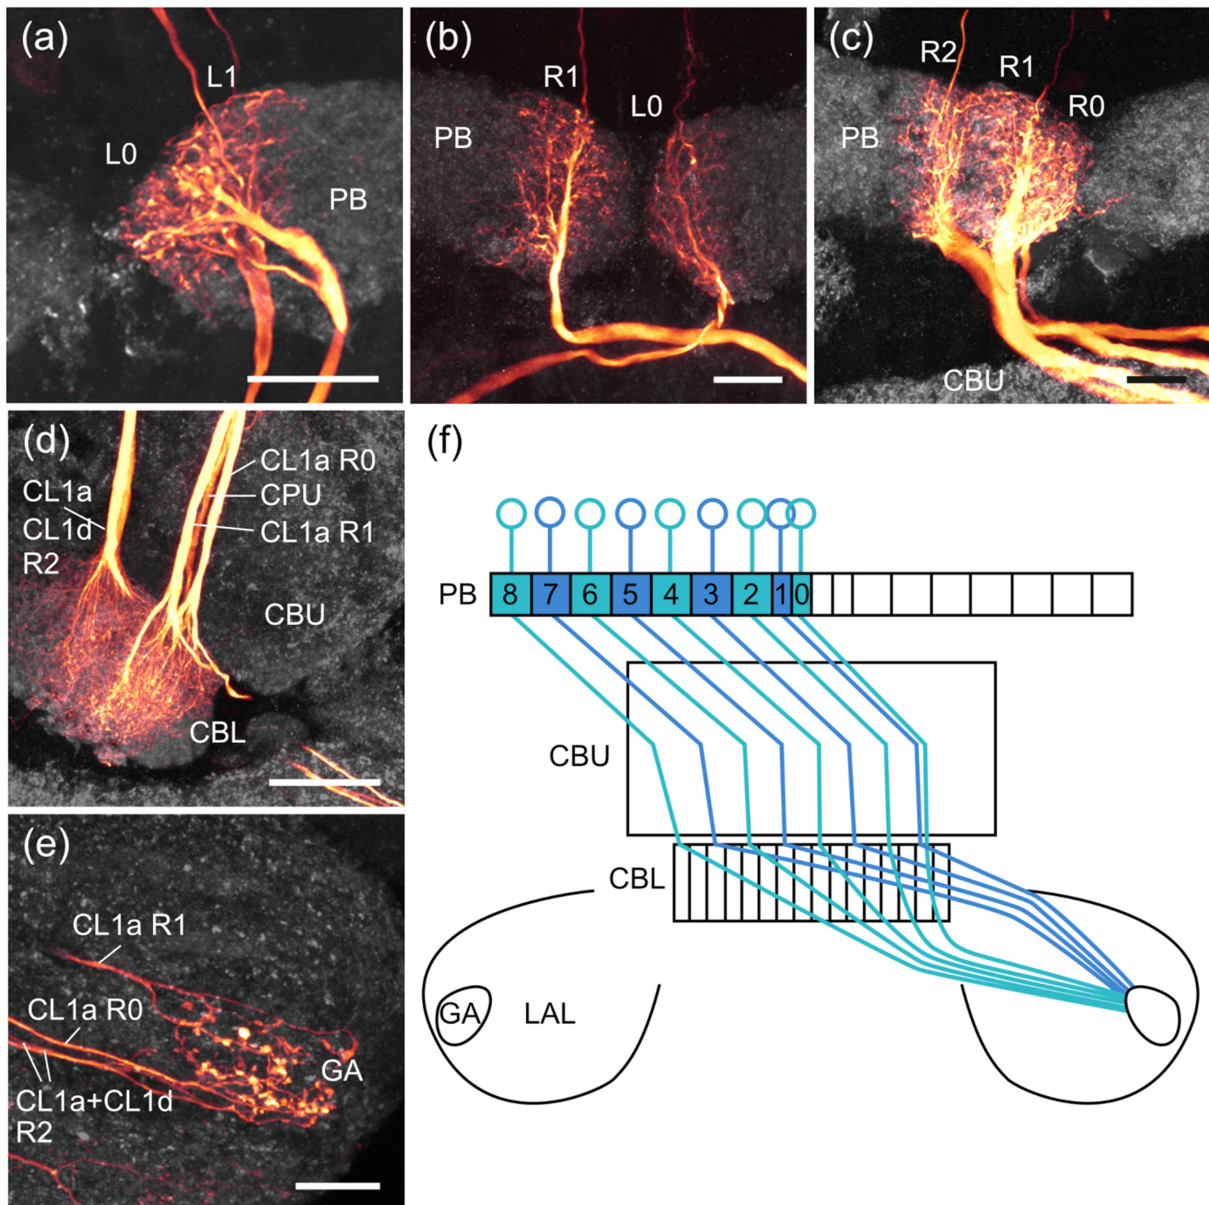 (a)
L1
L0
PB
(b)
R1
L0
PB
(c)
R2
R1
R0
PB
CBU
(d)
CL1a R0
CL1a
CPU
CL1d
CL1a R1
R2
CBU
CBL
(e)
CL1a R1
CL1a R0
GA
CL1a+CL1d
R2
(f)
PB 8 7 6 5 4 3 2 1 0
CBU
CBL
GA LAL